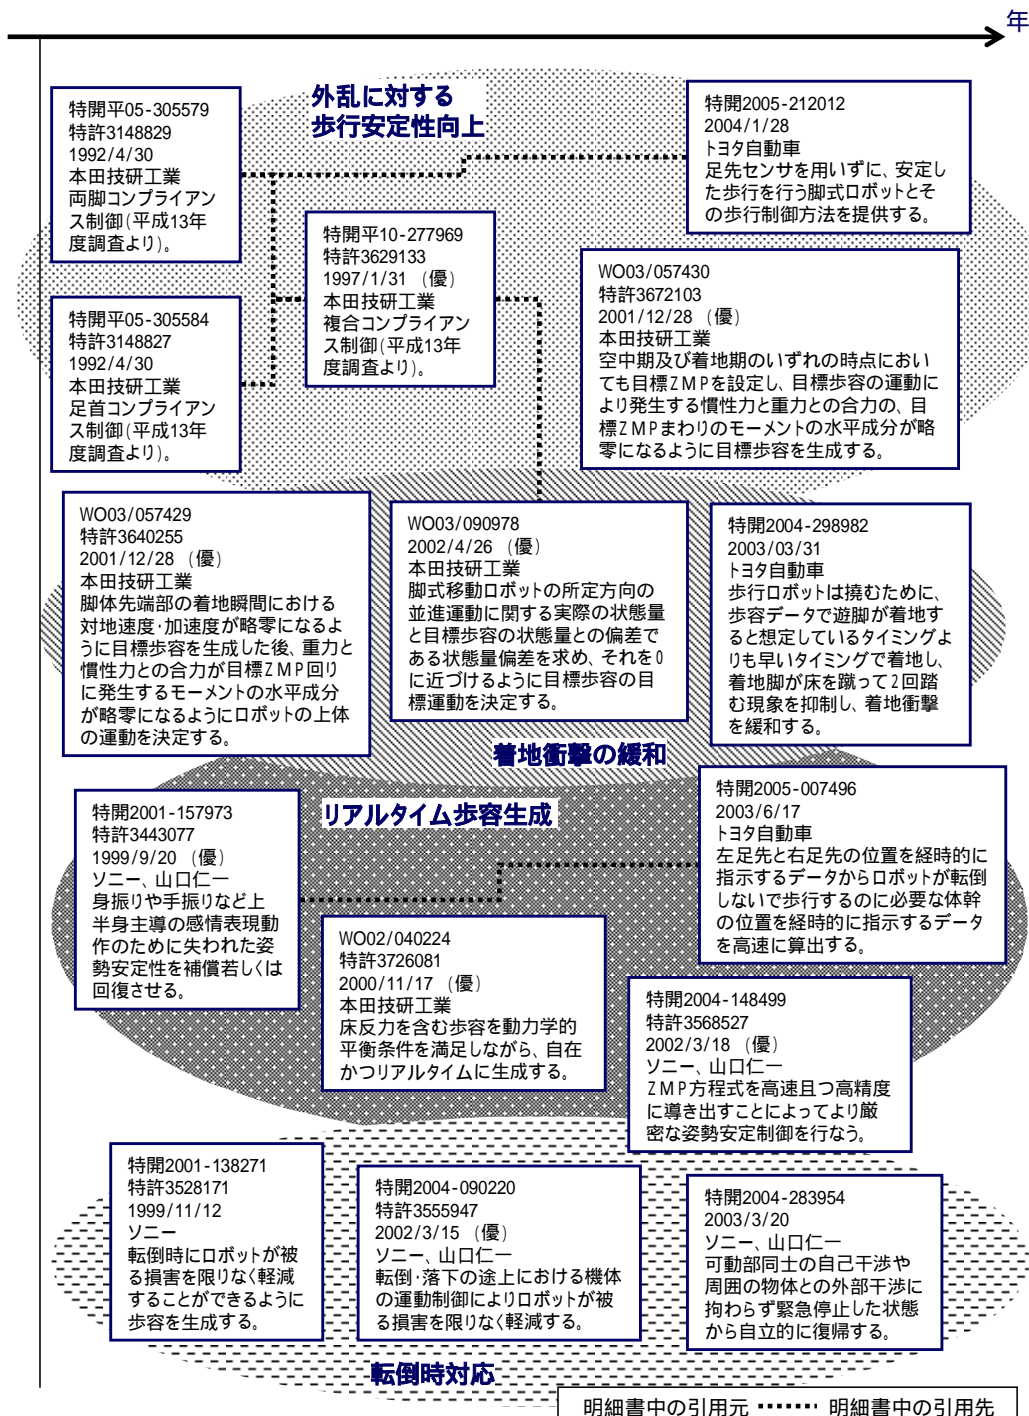 年
外乱に対する
歩行安定性向上
特開平05-305579
特許3148829
1992/4/30
本田技研工業
両脚コンプライアン
ス制御(平成13年
度調査より)。
特開2005-212012
2004/1/28
トヨタ自動車
足先センサを用いずに、安定し
た歩行を行う脚式ロボットとそ
の歩行制御方法を提供する。
特開平10-277969
特許3629133
1997/1/31 (優)
本田技研工業
複合コンプライアン
ス制御(平成13年
度調査より)。
WO03/057430
特許3672103
2001/12/28 (優)
本田技研工業
空中期及び着地期のいずれの時点におい
ても目標ZMPを設定し、目標歩容の運動に
より発生する慣性力と重力との合力の、目
標ZMPまわりのモーメントの水平成分が略
零になるように目標歩容を生成する。
特開平05-305584
特許3148827
1992/4/30
本田技研工業
足首コンプライアン
ス制御(平成13年
度調査より)。
WO03/057429
特許3640255
2001/12/28 (優)
本田技研工業
脚体先端部の着地瞬間における
対地速度・加速度が略零になるよ
うに目標歩容を生成した後、重力と
慣性力との合力が目標ZMP回り
に発生するモーメントの水平成分
が略零になるようにロボットの上体
の運動を決定する。
WO03/090978
2002/4/26 (優)
本田技研工業
脚式移動ロボットの所定方向の
並進運動に関する実際の状態量
と目標歩容の状態量との偏差で
ある状態量偏差を求め、それを0
に近づけるように目標歩容の目
標運動を決定する。
特開2004-298982
2003/03/31
トヨタ自動車
歩行ロボットは撓むために、
歩容データで遊脚が着地す
ると想定しているタイミングよ
りも早いタイミングで着地し、
着地脚が床を蹴って2回踏
む現象を抑制し、着地衝撃
を緩和する。
着地衝撃の緩和
リアルタイム歩容生成
特開2001-157973
特許3443077
1999/9/20 (優)
ソニー、山口仁一
身振りや手振りなど上
半身主導の感情表現動
作のために失われた姿
勢安定性を補償若しくは
回復させる。
特開2005-007496
2003/6/17
トヨタ自動車
左足先と右足先の位置を経時的に
指示するデータからロボットが転倒
しないで歩行するのに必要な体幹
の位置を経時的に指示するデータ
を高速に算出する。
WO02/040224
特許3726081
2000/11/17 (優)
本田技研工業
床反力を含む歩容を動力学的
平衡条件を満足しながら、自在
かつリアルタイムに生成する。
特開2004-148499
特許3568527
2002/3/18 (優)
ソニー、山口仁一
ZMP方程式を高速且つ高精度
に導き出すことによってより厳
密な姿勢安定制御を行なう。
特開2001-138271
特許3528171
1999/11/12
ソニー
転倒時にロボットが被
る損害を限りなく軽減
することができるように
歩容を生成する。
特開2004-090220
特許3555947
2002/3/15 (優)
ソニー、山口仁一
転倒・落下の途上における機体
の運動制御によりロボットが被
る損害を限りなく軽減する。
特開2004-283954
2003/3/20
ソニー、山口仁一
可動部同士の自己干渉や
周囲の物体との外部干渉に
拘わらず緊急停止した状態
から自立的に復帰する。
転倒時対応
明細書中の引用元 明細書中の引用先